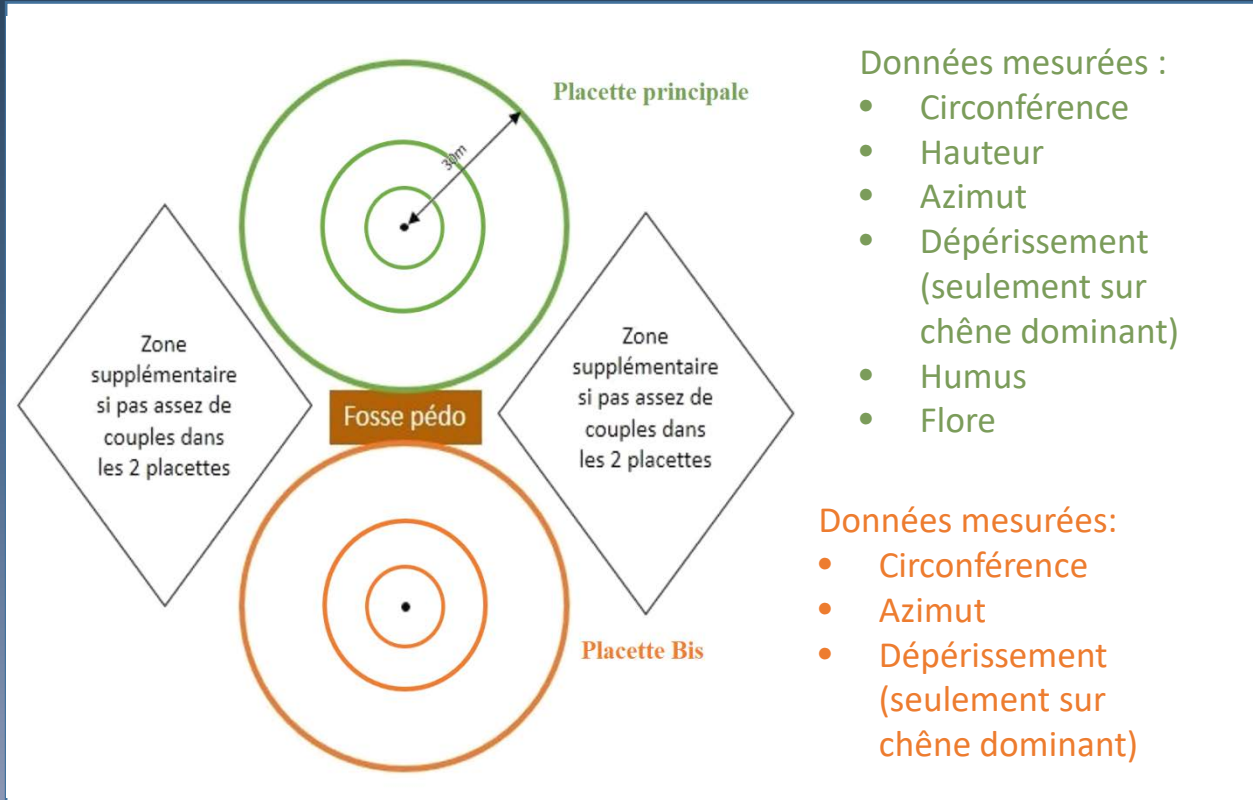 Placette principale
30m
Zone
supplémentaire
si pas assez de
couples dans
les 2 placettes
Fosse pédo
Zone
supplémentaire
si pas assez de
couples dans
les 2 placettes
Placette Bis
Données mesurées :
• Circonférence
• Hauteur
• Azimut
• Dépérissement
(seulement sur
chêne dominant)
• Humus
• Flore
Données mesurées:
• Circonférence
• Azimut
• Dépérissement
(seulement sur
chêne dominant)